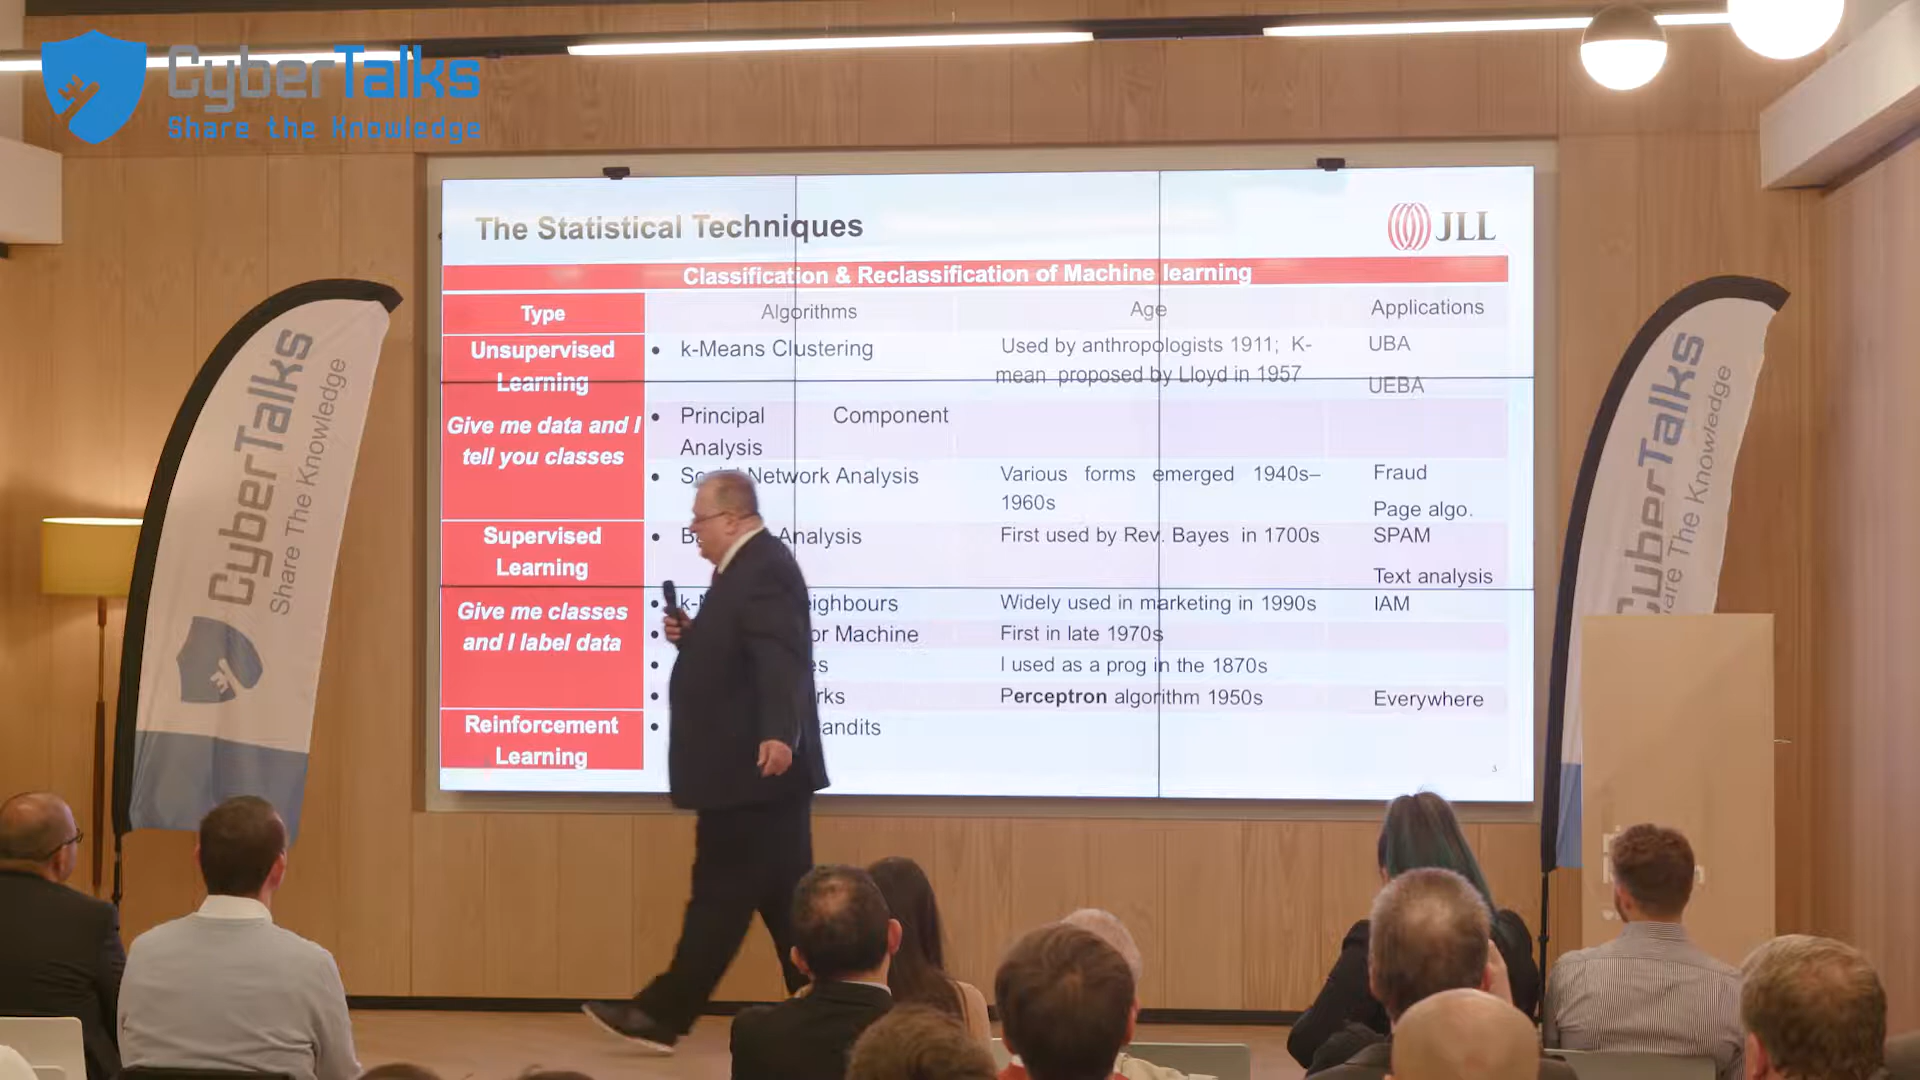 CyberTalks
Share the Knowledge
The Statistical Techniques
JLL
Classification & Reclassification of Machine learning
Type Algorithms Age Applications
Unsupervised Learning
• k-Means Clustering
Used by anthropologists 1911; K-
mean proposed by Lloyd in 1957
UBA
UEBA
Give me data and I
tell you classes
• Principal Component
Analysis
• Network Analysis
Various forms emerged 1940s–
1960s
Fraud
Page algo.
Supervised
Learning
• Analysis
First used by Rev. Bayes in 1700s
SPAM
Text analysis
Give me classes
and I label data
• Widely used in marketing in 1990s
IAM
• Machine
First in late 1970s
• I used as a prog in the 1870s
• Perceptron algorithm 1950s
Everywhere
Reinforcement
Learning
•
3
CyberTalks
Share The Knowledge
CyberTalks
The Knowledge